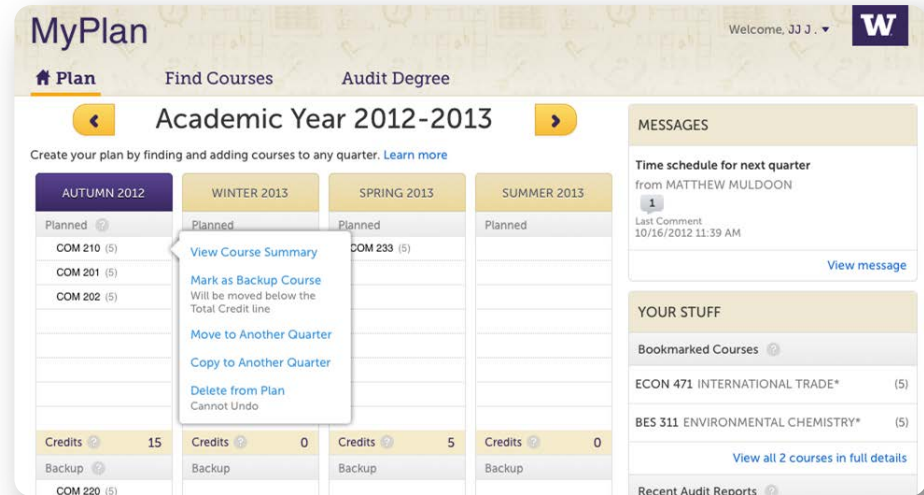 MyPlan
Welcome, JJ J .
W
Plan
Find Courses
Audit Degree
Academic Year 2012-2013
Create your plan by finding and adding courses to any quarter. Learn more
AUTUMN 2012
WINTER 2013
SPRING 2013
SUMMER 2013
Planned ?
Planned
Planned
Planned
COM 210 (5)
COM 201 (5)
COM 202 (5)
COM 233 (5)
View Course Summary
Mark as Backup Course
Will be moved below the
Total Credit line
Move to Another Quarter
Copy to Another Quarter
Delete from Plan
Cannot Undo
Credits ? 15
Credits ? 0
Credits ? 5
Credits ? 0
Backup ?
Backup
Backup
Backup
COM 220 (5)
MESSAGES
Time schedule for next quarter
from MATTHEW MULDOON
1
Last Comment
10/16/2012 11:39 AM
View message
YOUR STUFF
Bookmarked Courses ?
ECON 471 INTERNATIONAL TRADE* (5)
BES 311 ENVIRONMENTAL CHEMISTRY* (5)
View all 2 courses in full details
Recent Audit Reports ?